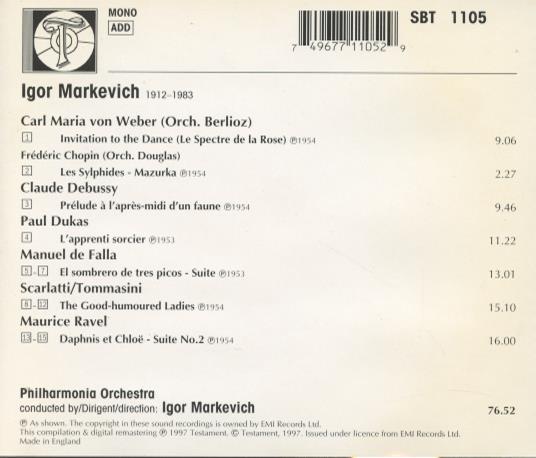 MONO
ADD
SBT 1105
7 49677 11052 9
Igor Markevich 1912-1983
Carl Maria von Weber (Orch. Berlioz)
1 Invitation to the Dance (Le Spectre de la Rose) ℗1954 9.06
Frédéric Chopin (Orch. Douglas)
2 Les Sylphides - Mazurka ℗1954 2.27
Claude Debussy
3 Prélude à l'après-midi d'un faune ℗1954 9.46
Paul Dukas
4 L'apprenti sorcier ℗1953 11.22
Manuel de Falla
5-7 El sombrero de tres picos - Suite ℗1953 13.01
Scarlatti/Tommasini
8-12 The Good-humoured Ladies ℗1954 15.10
Maurice Ravel
13-15 Daphnis et Chloë - Suite No.2 ℗1954 16.00
Philharmonia Orchestra
conducted by/Dirigent/direction: Igor Markevich 76.52
℗ As shown. The copyright in these sound recordings is owned by EMI Records Ltd.
This compilation & digital remastering ℗ 1997 Testament. © Testament, 1997. Issued under licence from EMI Records Ltd.
Made in England